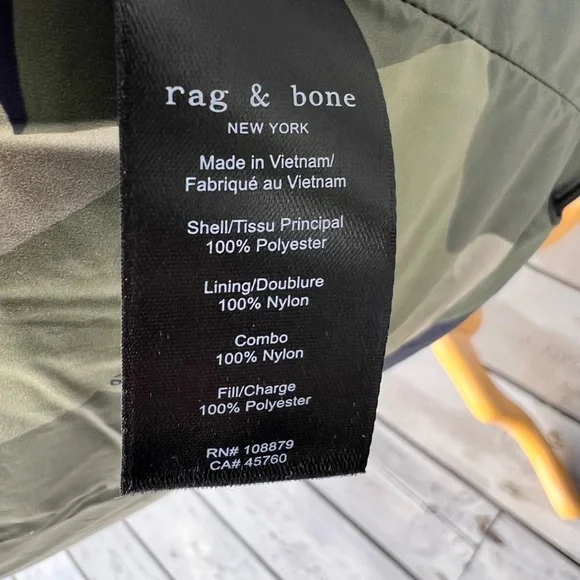 rag & bone
NEW YORK
Made in Vietnam/
Fabriqué au Vietnam
Shell/Tissu Principal
100% Polyester
Lining/Doublure
100% Nylon
Combo
100% Nylon
Fill/Charge
100% Polyester
RN# 108879
CA# 45760